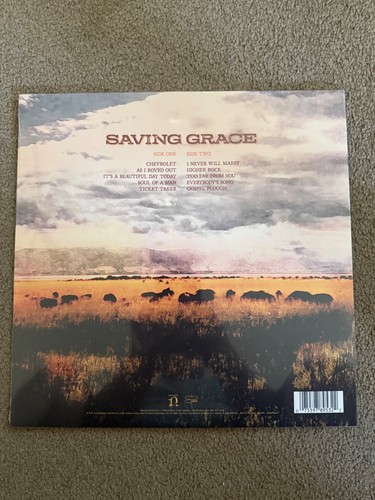 SAVING GRACE
SIDE ONE
CHEVROLET
AS I ROVED OUT
IT'S A BEAUTIFUL DAY TODAY
SOUL OF A MAN
TICKET TAKER
SIDE TWO
I NEVER WILL MARRY
HIGHER ROCK
TOO FAR FROM YOU
EVERYBODY'S SONG
GOSPEL PLOUGH